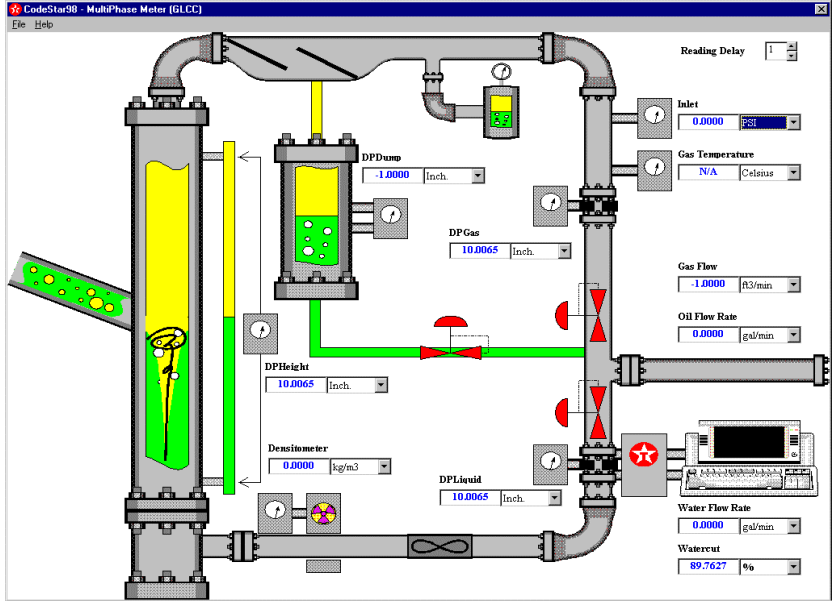 CodeStar98 - MultiPhase Meter (GLCC)
File Help
Reading Delay 1
Inlet
0.0000 PSI
Gas Temperature
N/A Celsius
DPDump
-1.0000 Inch.
DPGas
10.0065 Inch.
Gas Flow
-1.0000 ft3/min
Oil Flow Rate
0.0000 gal/min
DPHeight
10.0065 Inch.
Densitometer
0.0000 kg/m3
DPLiquid
10.0065 Inch.
Water Flow Rate
0.0000 gal/min
Watercut
89.7627 %